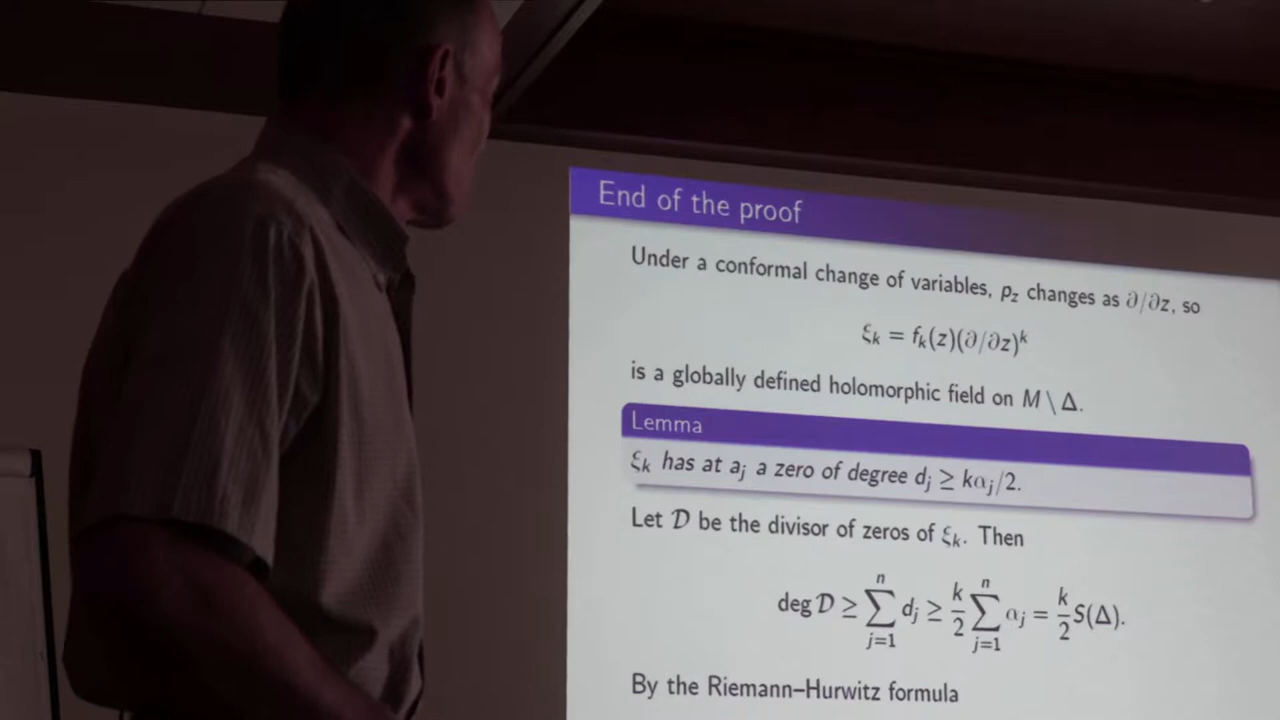 End of the proof
Under a conformal change of variables, p_z changes as ∂/∂z, so
ξ_k = f_k(z)(∂/∂z)^k
is a globally defined holomorphic field on M \ Δ.
Lemma
ξ_k has at a_j a zero of degree d_j ≥ kα_j/2.
Let 𝒟 be the divisor of zeros of ξ_k. Then
deg 𝒟 ≥ ∑_{j=1}^{n} d_j ≥ k/2 ∑_{j=1}^{n} α_j = k/2 S(Δ).
By the Riemann–Hurwitz formula